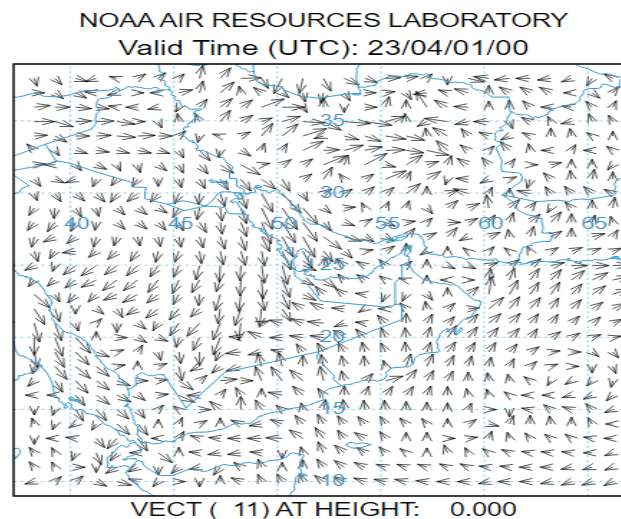 NOAA AIR RESOURCES LABORATORY
Valid Time (UTC): 23/04/01/00
35
30
40 45 50 55 60 65
25
20
15
10
VECT ( 11) AT HEIGHT: 0.000